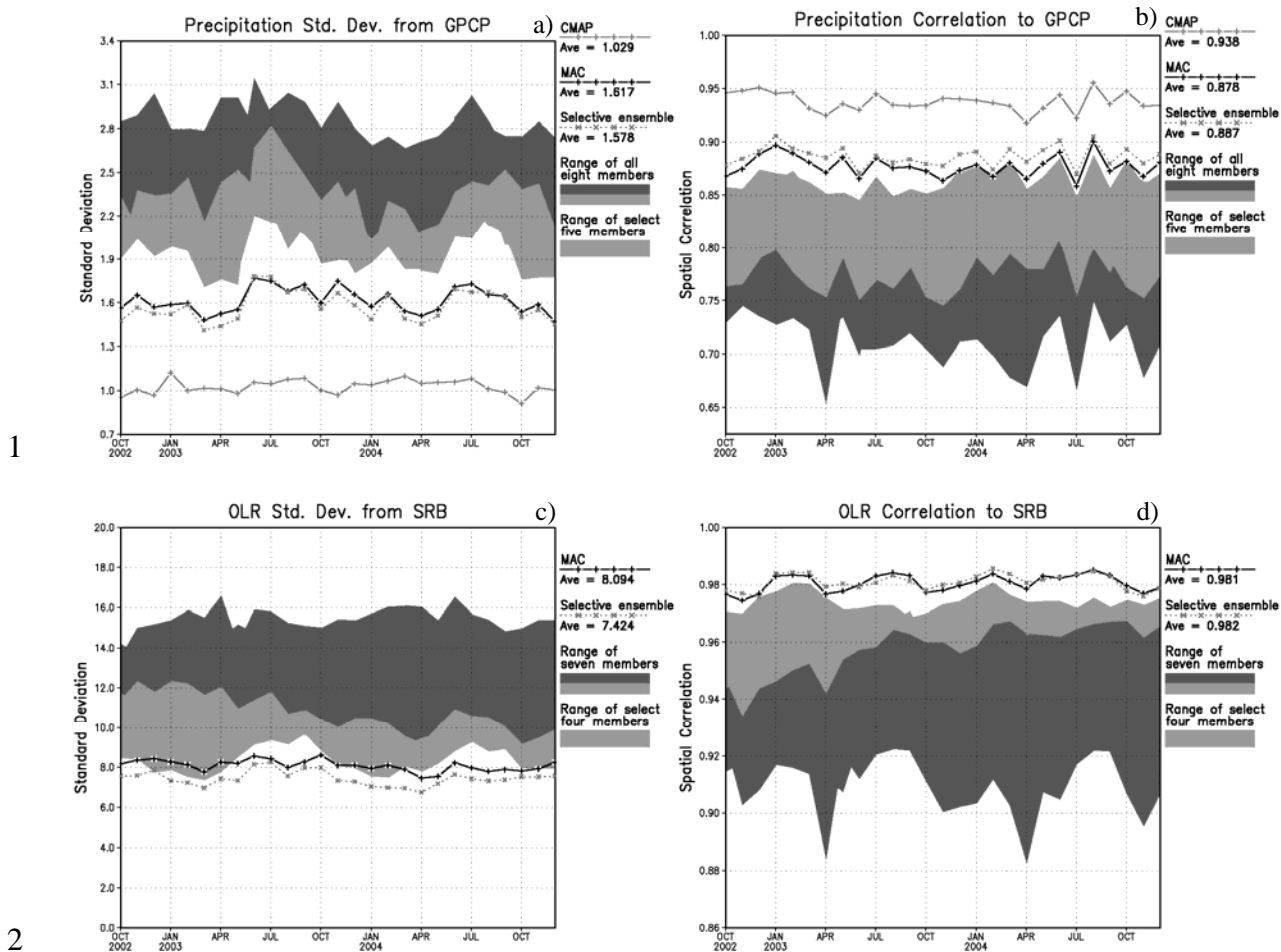 Precipitation Std. Dev. from GPCP
a)
Standard Deviation
3.4
3.1
2.8
2.5
2.2
1.9
1.6
1.3
1.0
0.7
OCT
2002
JAN
2003
APR
JUL
OCT
JAN
2004
APR
JUL
OCT
CMAP
Ave = 1.029
MAC
Ave = 1.617
Selective ensemble
Ave = 1.578
Range of all
eight members
Range of select
five members
Precipitation Correlation to GPCP
b)
Spatial Correlation
1.00
0.95
0.90
0.85
0.80
0.75
0.70
0.65
OCT
2002
JAN
2003
APR
JUL
OCT
JAN
2004
APR
JUL
OCT
CMAP
Ave = 0.938
MAC
Ave = 0.878
Selective ensemble
Ave = 0.887
Range of all
eight members
Range of select
five members
1
OLR Std. Dev. from SRB
c)
Standard Deviation
20.0
18.0
16.0
14.0
12.0
10.0
8.0
6.0
4.0
2.0
0.0
OCT
2002
JAN
2003
APR
JUL
OCT
JAN
2004
APR
JUL
OCT
MAC
Ave = 8.094
Selective ensemble
Ave = 7.424
Range of
seven members
Range of select
four members
OLR Correlation to SRB
d)
Spatial Correlation
1.00
0.98
0.96
0.94
0.92
0.90
0.88
0.86
OCT
2002
JAN
2003
APR
JUL
OCT
JAN
2004
APR
JUL
OCT
MAC
Ave = 0.981
Selective ensemble
Ave = 0.982
Range of
seven members
Range of select
four members
2